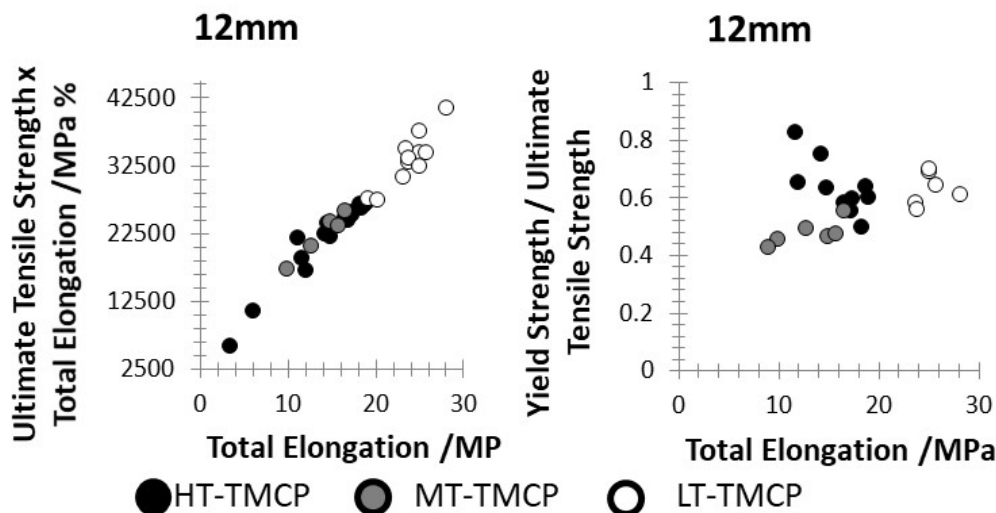 12mm
Ultimate Tensile Strength x
Total Elongation /MPa %
42500
32500
22500
12500
2500
0 10 20 30
Total Elongation /MP
12mm
Yield Strength / Ultimate
Tensile Strength
1
0.8
0.6
0.4
0.2
0
0 10 20 30
Total Elongation /MPa
HT-TMCP MT-TMCP LT-TMCP